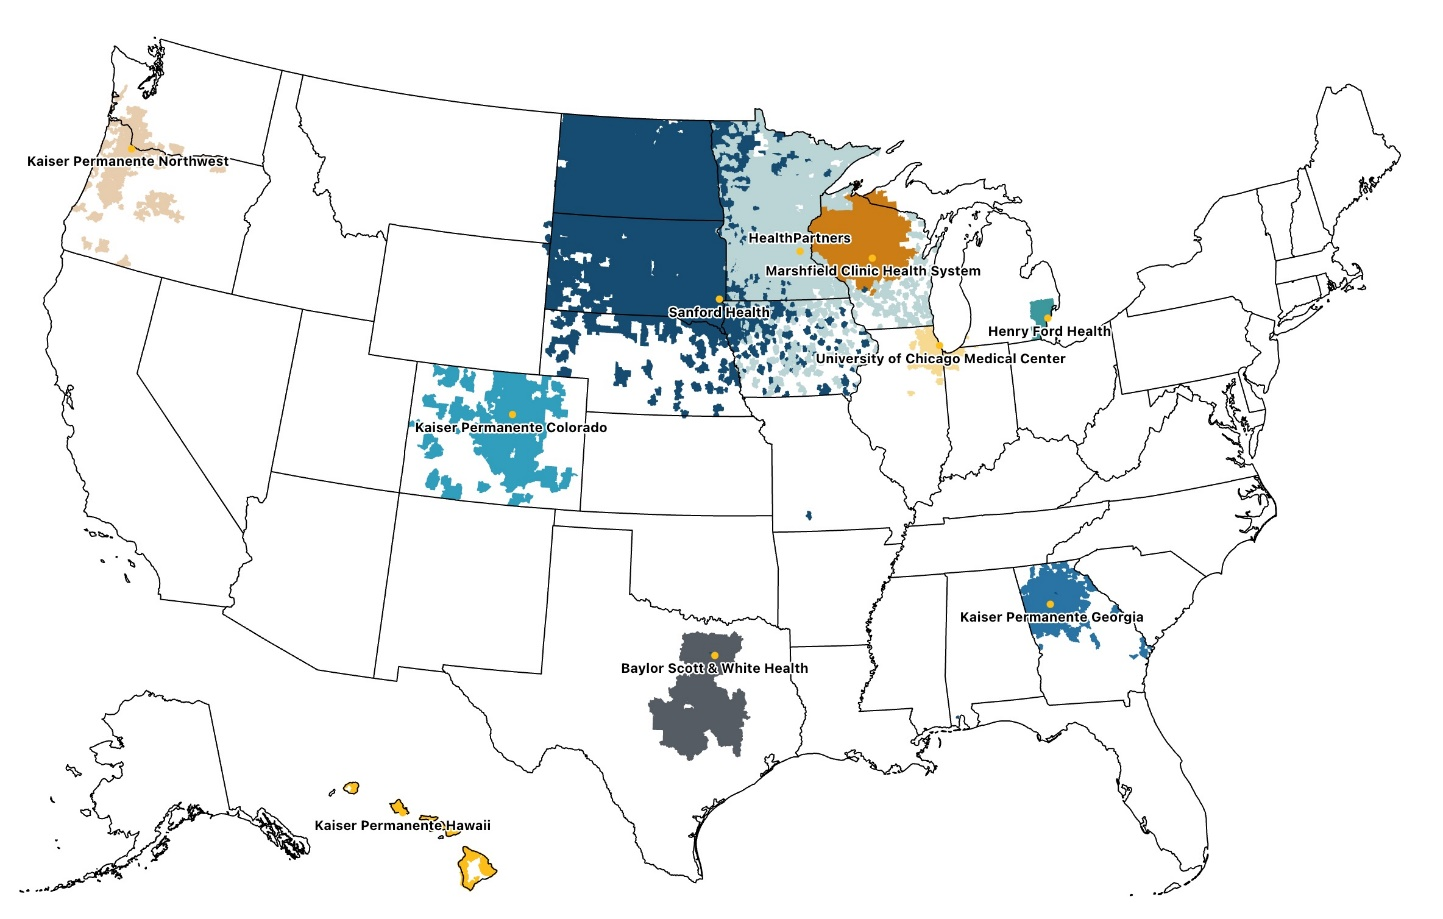 Kaiser Permanente Northwest
HealthPartners
Marshfield Clinic Health System
Sanford Health
Henry Ford Health
University of Chicago Medical Center
Kaiser Permanente Colorado
Kaiser Permanente Georgia
Baylor Scott & White Health
Kaiser Permanente Hawaii